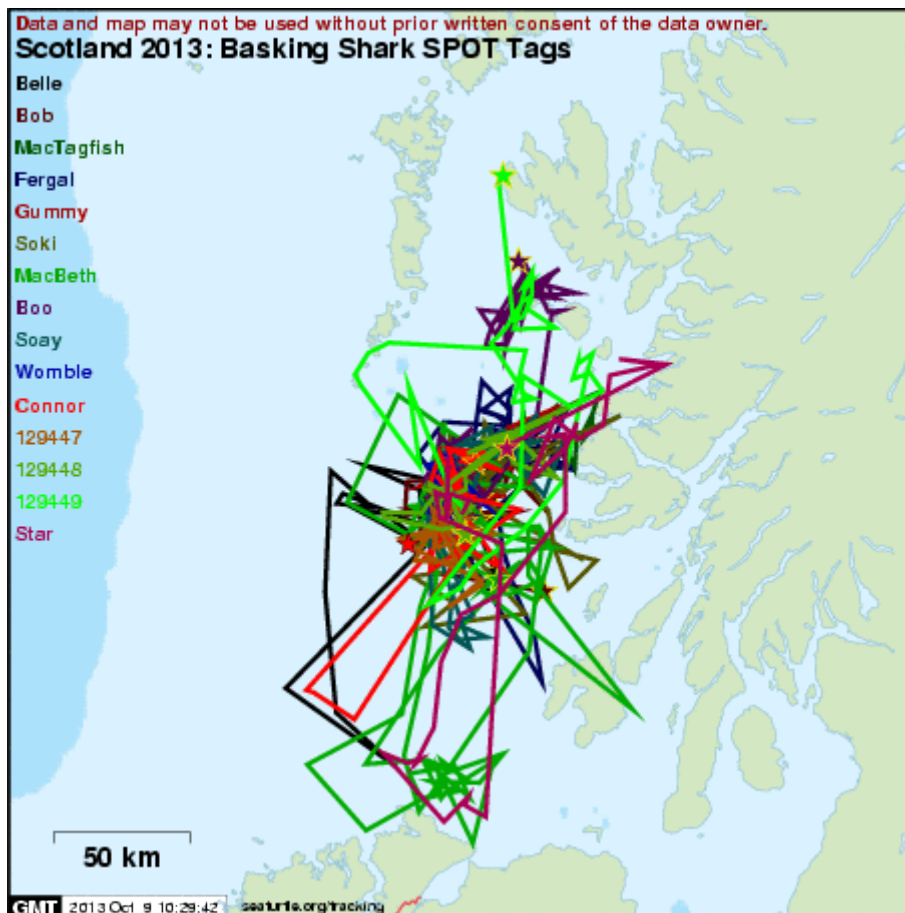 Data and map may not be used without prior written consent of the data owner.
Scotland 2013: Basking Shark SPOT Tags
Belle
Bob
MacTagfish
Fergal
Gummy
Soki
MacBeth
Boo
Soay
Womble
Connor
129447
129448
129449
Star
50 km
GMT 2013 Oct 9 10:29:42 seaturtle.org/tracking